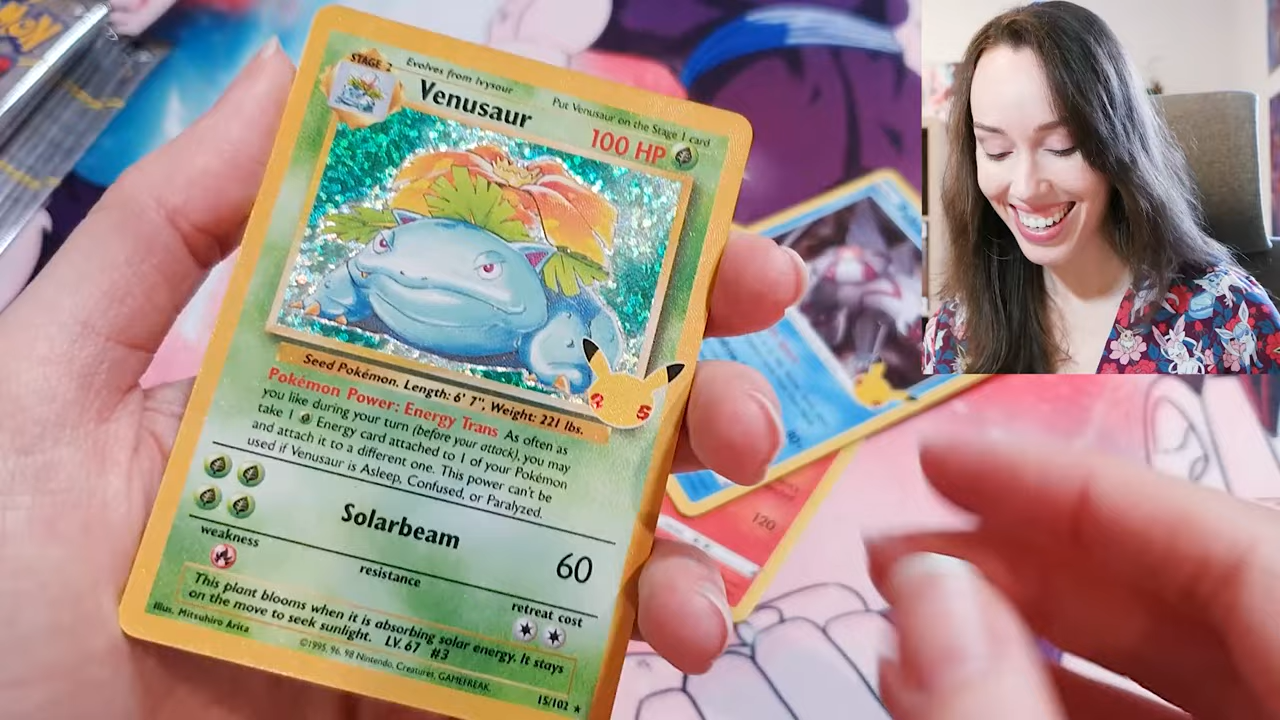 STAGE 2
Evolves from Ivysour
Put Venusaur on the Stage 1 card
Venusaur
100 HP
Seed Pokémon. Length: 6' 7", Weight: 221 lbs.
Pokémon Power: Energy Trans As often as
you like during your turn (before your attack), you may
take 1 Energy card attached to 1 of your Pokémon
and attach it to a different one. This power can't be
used if Venusaur is Asleep, Confused, or Paralyzed.
Solarbeam
60
weakness
resistance
retreat cost
This plant blooms when it is absorbing solar energy. It stays
on the move to seek sunlight. LV. 67 #3
Illus. Mitsuhiro Arita
©1995, 96, 98 Nintendo, Creatures, GAMEFREAK.
15/102
120